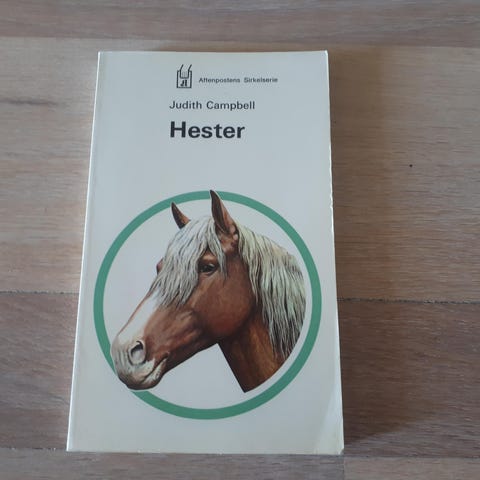 Aftenpostens Sirkelserie
Judith Campbell
Hester